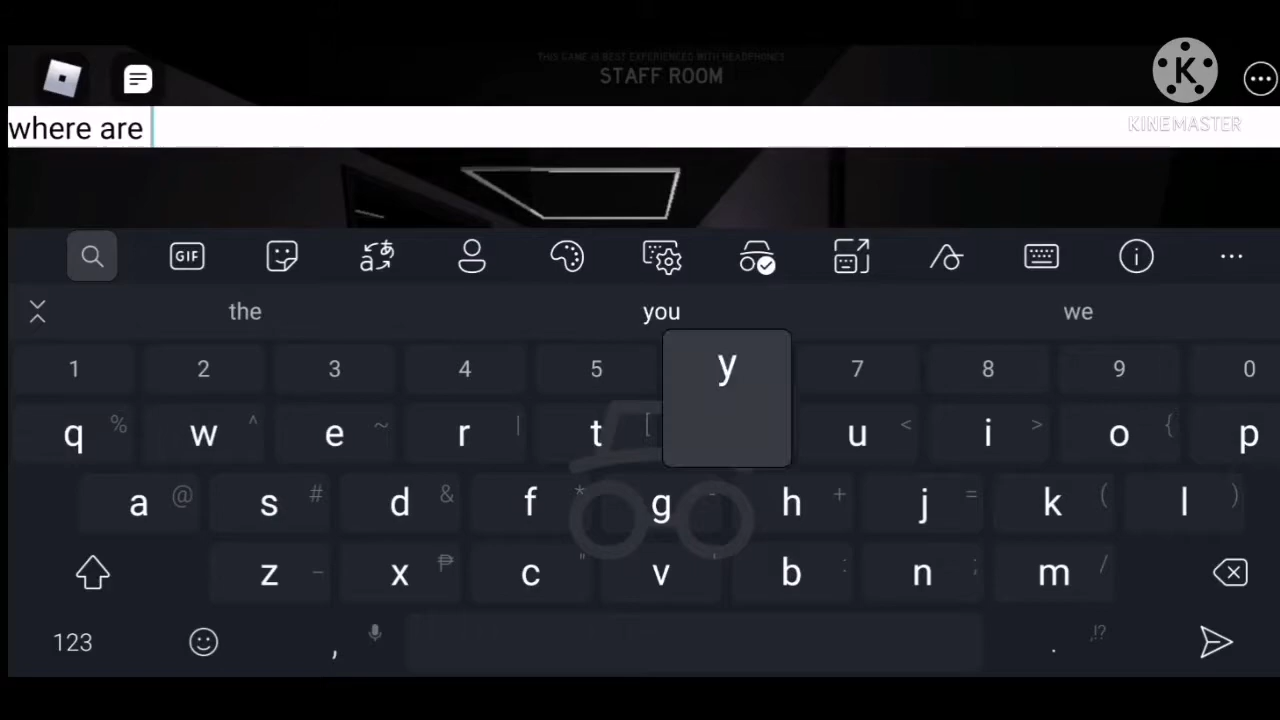 THIS GAME IS BEST EXPERIENCED WITH HEADPHONES
STAFF ROOM
K
KINEMASTER
where are
GIF
the you we
1 2 3 4 5 y 7 8 9 0
q % w ^ e ~ r | t [ u < i > o { p
a @ s # d & f * g - h + j = k ( l )
z _ x ₱ c " v ' b : n ; m /
123 , . ,!?